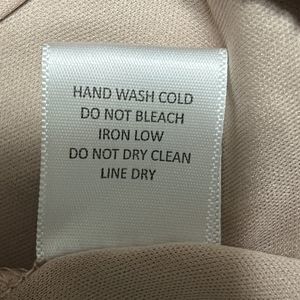 HAND WASH COLD
DO NOT BLEACH
IRON LOW
DO NOT DRY CLEAN
LINE DRY